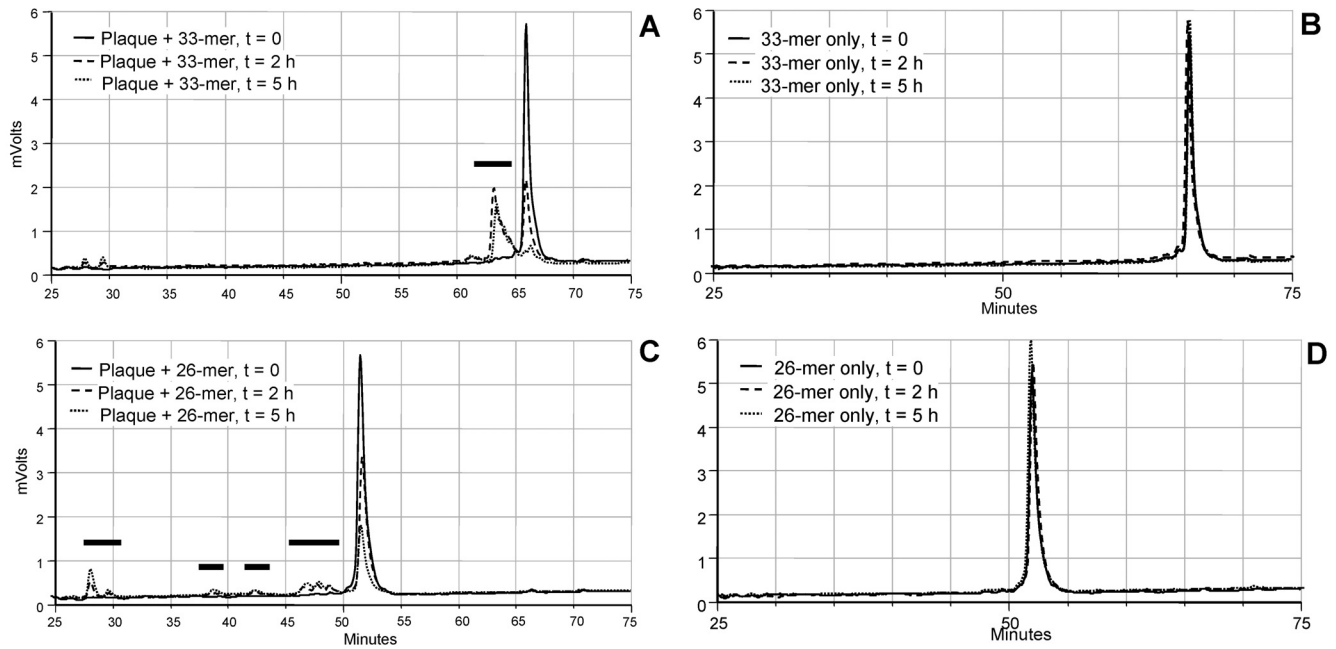 A
Plaque + 33-mer, t = 0
Plaque + 33-mer, t = 2 h
Plaque + 33-mer, t = 5 h
mVolts
6
5
4
3
2
1
0
25 30 35 40 45 50 55 60 65 70 75
B
33-mer only, t = 0
33-mer only, t = 2 h
33-mer only, t = 5 h
6
5
4
3
2
1
0
25 50 75
Minutes
C
Plaque + 26-mer, t = 0
Plaque + 26-mer, t = 2 h
Plaque + 26-mer, t = 5 h
mVolts
6
5
4
3
2
1
0
25 30 35 40 45 50 55 60 65 70 75
Minutes
D
26-mer only, t = 0
26-mer only, t = 2 h
26-mer only, t = 5 h
6
5
4
3
2
1
0
25 50 75
Minutes